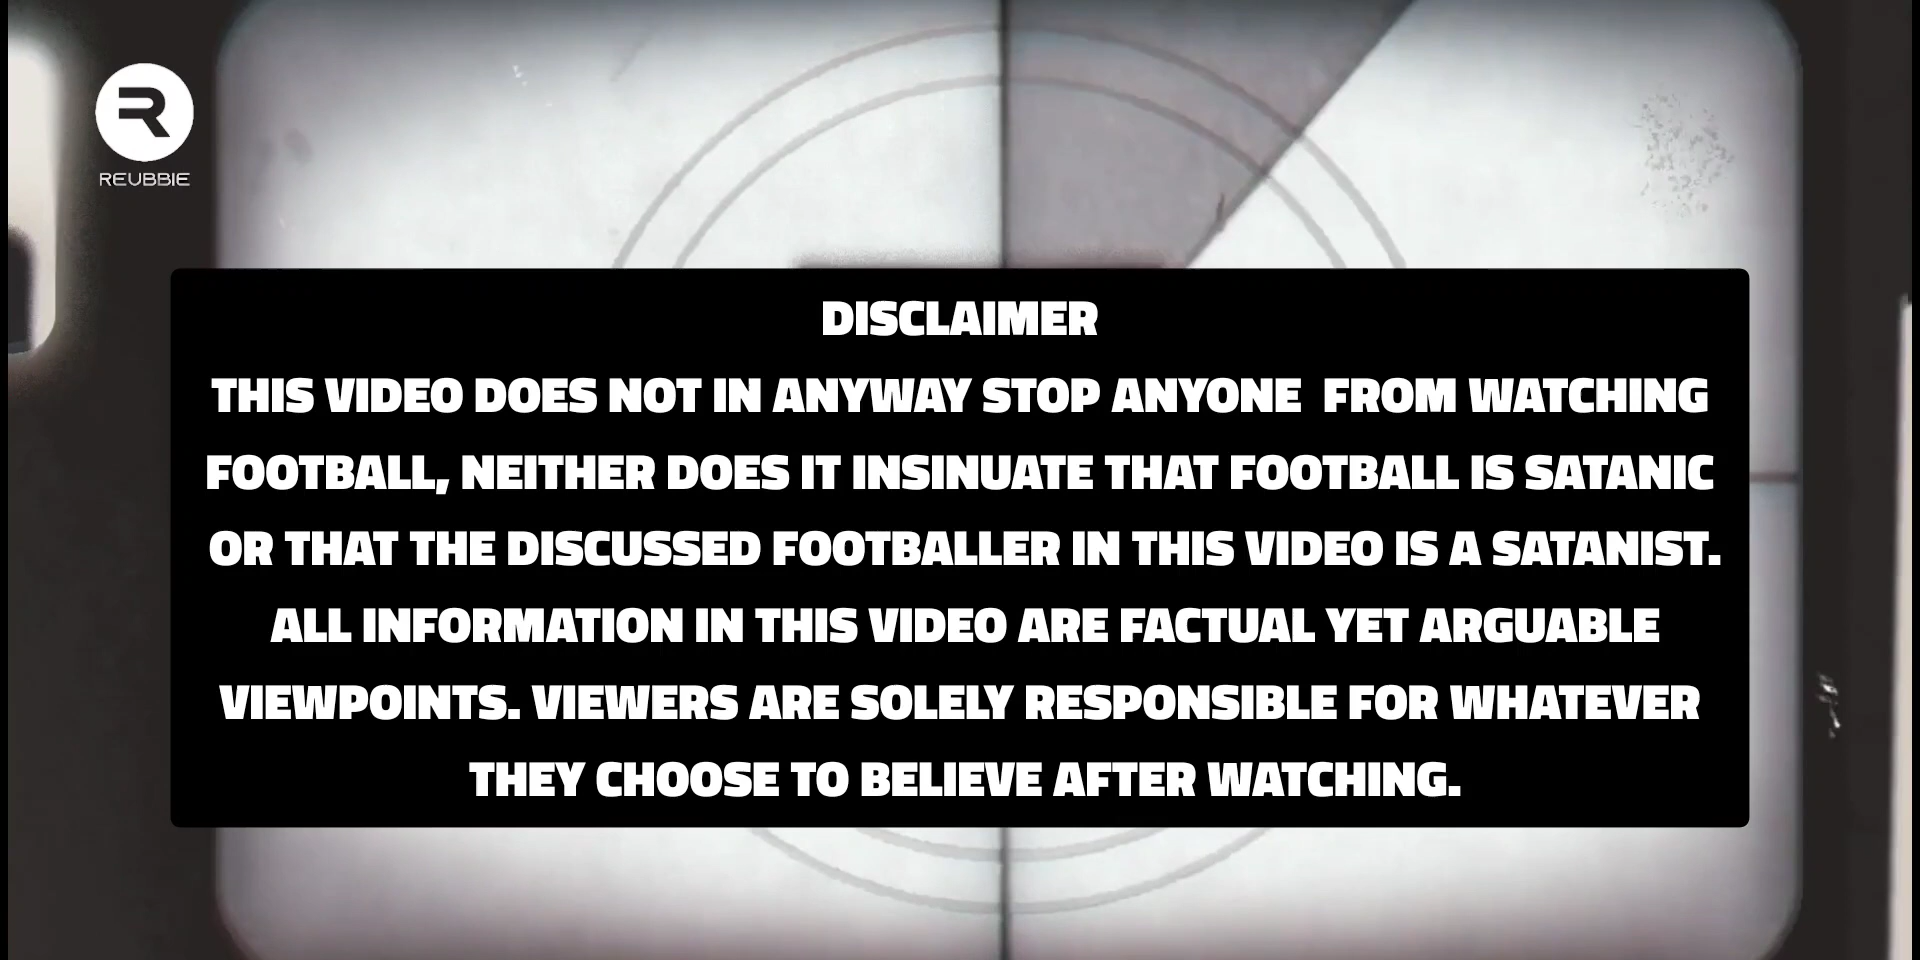 R
REUBBIE
DISCLAIMER
THIS VIDEO DOES NOT IN ANYWAY STOP ANYONE FROM WATCHING
FOOTBALL, NEITHER DOES IT INSINUATE THAT FOOTBALL IS SATANIC
OR THAT THE DISCUSSED FOOTBALLER IN THIS VIDEO IS A SATANIST.
ALL INFORMATION IN THIS VIDEO ARE FACTUAL YET ARGUABLE
VIEWPOINTS. VIEWERS ARE SOLELY RESPONSIBLE FOR WHATEVER
THEY CHOOSE TO BELIEVE AFTER WATCHING.